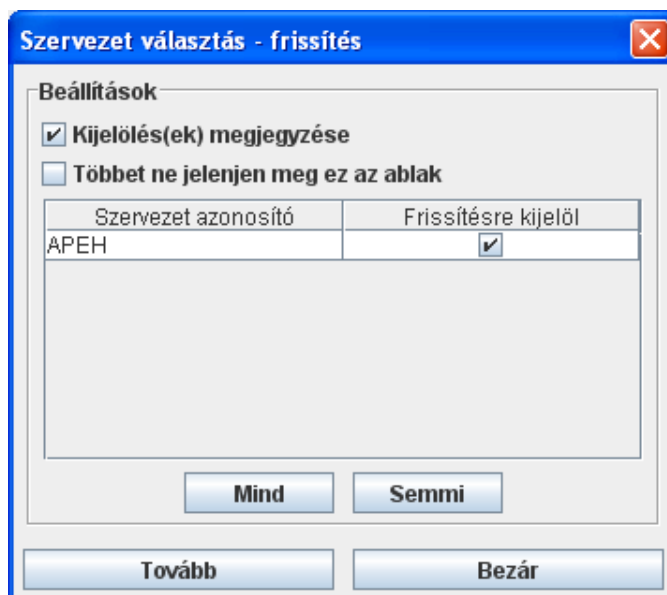 Szervezet választás - frissítés
Beállítások
Kijelölés(ek) megjegyzése
Többet ne jelenjen meg ez az ablak
Szervezet azonosító Frissítésre kijelöl
APEH
Mind Semmi
Tovább Bezár